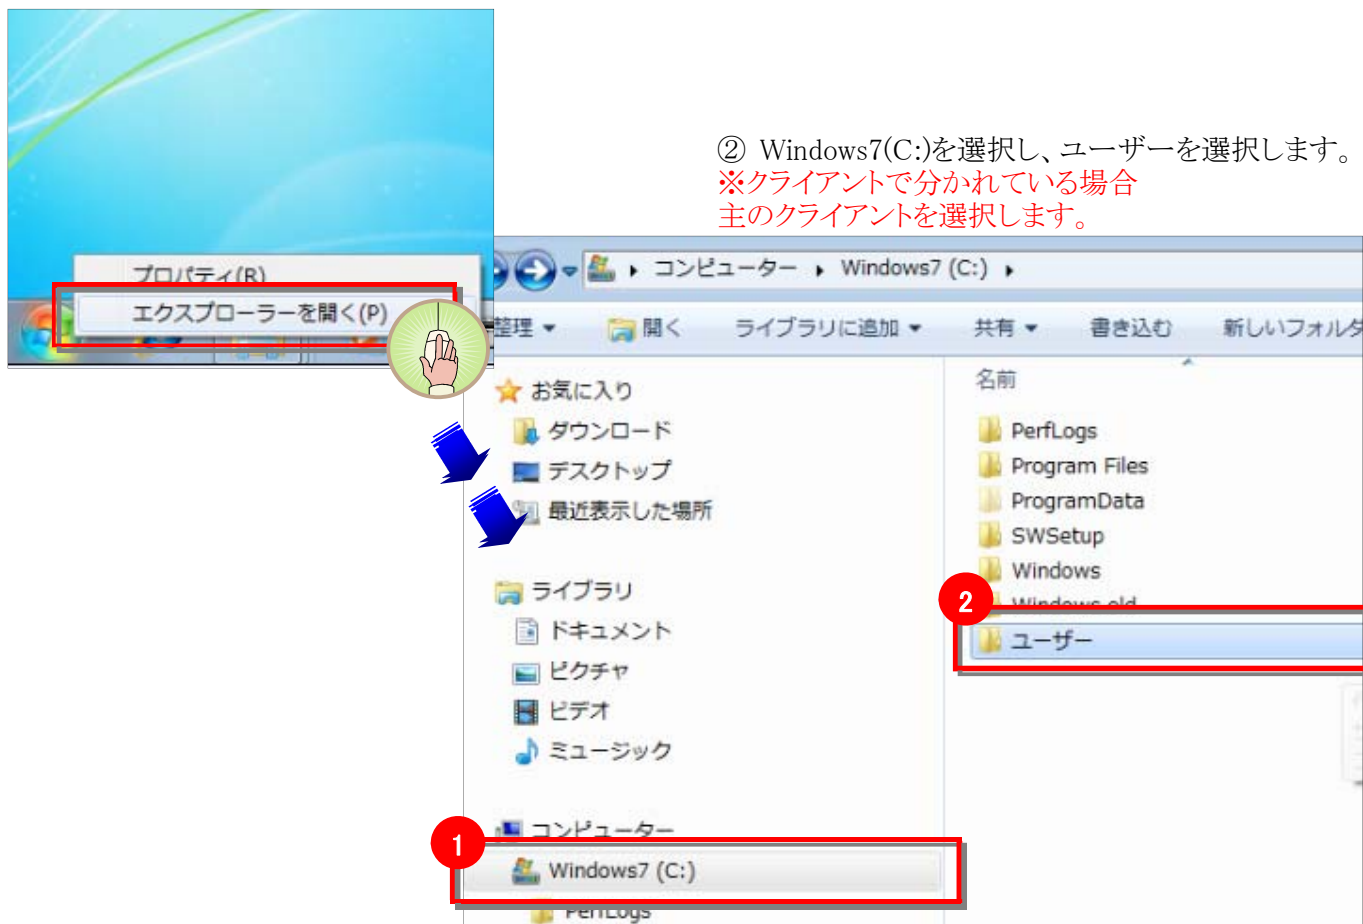 ② Windows7(C:)を選択し、ユーザーを選択します。
※クライアントで分かれている場合
主のクライアントを選択します。
プロパティ(R)
エクスプローラーを開く(P)
コンピューター ▸ Windows7 (C:) ▸
整理 ▼ 開く ライブラリに追加 ▼ 共有 ▼ 書き込む 新しいフォルダ
お気に入り
ダウンロード
デスクトップ
最近表示した場所
ライブラリ
ドキュメント
ピクチャ
ビデオ
ミュージック
コンピューター
1
Windows7 (C:)
PerfLogs
名前
PerfLogs
Program Files
ProgramData
SWSetup
Windows
2
Windows.old
ユーザー